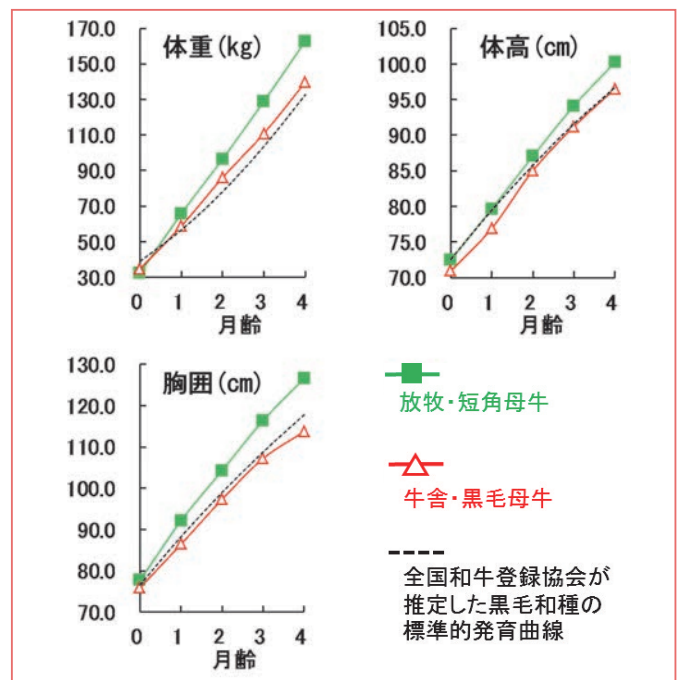 体重(kg)
170.0
150.0
130.0
110.0
90.0
70.0
50.0
30.0
0 1 2 3 4
月齢
体高(cm)
105.0
100.0
95.0
90.0
85.0
80.0
75.0
70.0
0 1 2 3 4
月齢
胸囲(cm)
130.0
120.0
110.0
100.0
90.0
80.0
70.0
0 1 2 3 4
月齢
放牧・短角母牛
牛舎・黒毛母牛
全国和牛登録協会が
推定した黒毛和種の
標準的発育曲線